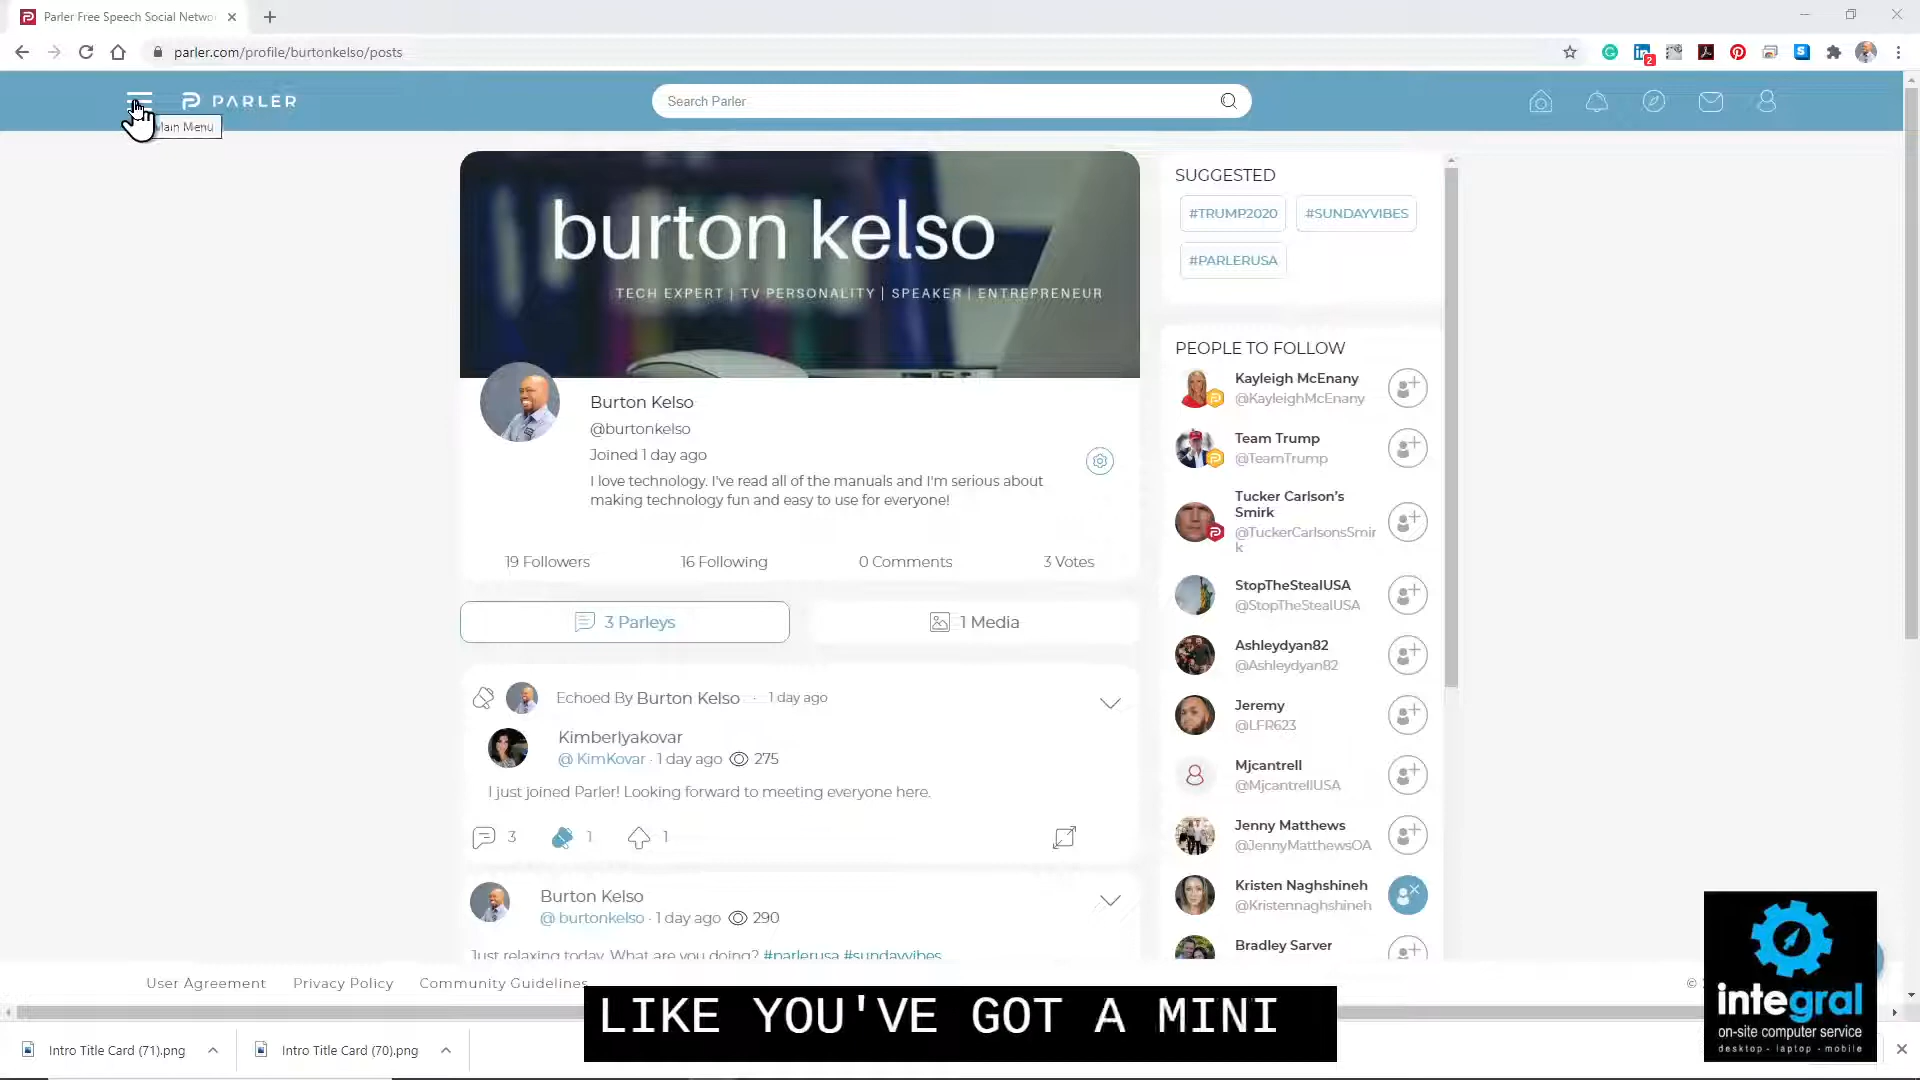 Parler Free Speech Social Netwo
parler.com/profile/burtonkelso/posts
2
PARLER
Search Parler
Main Menu
burton kelso
TECH EXPERT | TV PERSONALITY | SPEAKER | ENTREPRENEUR
Burton Kelso
@burtonkelso
Joined 1 day ago
I love technology. I've read all of the manuals and I'm serious about
making technology fun and easy to use for everyone!
19 Followers
16 Following
0 Comments
3 Votes
3 Parleys
1 Media
Echoed By Burton Kelso · 1 day ago
Kimberlyakovar
@ KimKovar · 1 day ago 275
I just joined Parler! Looking forward to meeting everyone here.
3
1
1
Burton Kelso
@ burtonkelso · 1 day ago 290
Just relaxing today. What are you doing? #parlerusa #sundayvibes
SUGGESTED
#TRUMP2020
#SUNDAYVIBES
#PARLERUSA
PEOPLE TO FOLLOW
Kayleigh McEnany
@KayleighMcEnany
Team Trump
@TeamTrump
Tucker Carlson's
Smirk
@TuckerCarlsonsSmir
k
StopTheStealUSA
@StopTheStealUSA
Ashleydyan82
@Ashleydyan82
Jeremy
@LFR623
Mjcantrell
@MjcantrellUSA
Jenny Matthews
@JennyMatthewsOA
Kristen Naghshineh
@Kristennaghshineh
Bradley Sarver
User Agreement
Privacy Policy
Community Guidelines
©
LIKE YOU'VE GOT A MINI
integral
on-site computer service
desktop - laptop - mobile
Intro Title Card (71).png
Intro Title Card (70).png